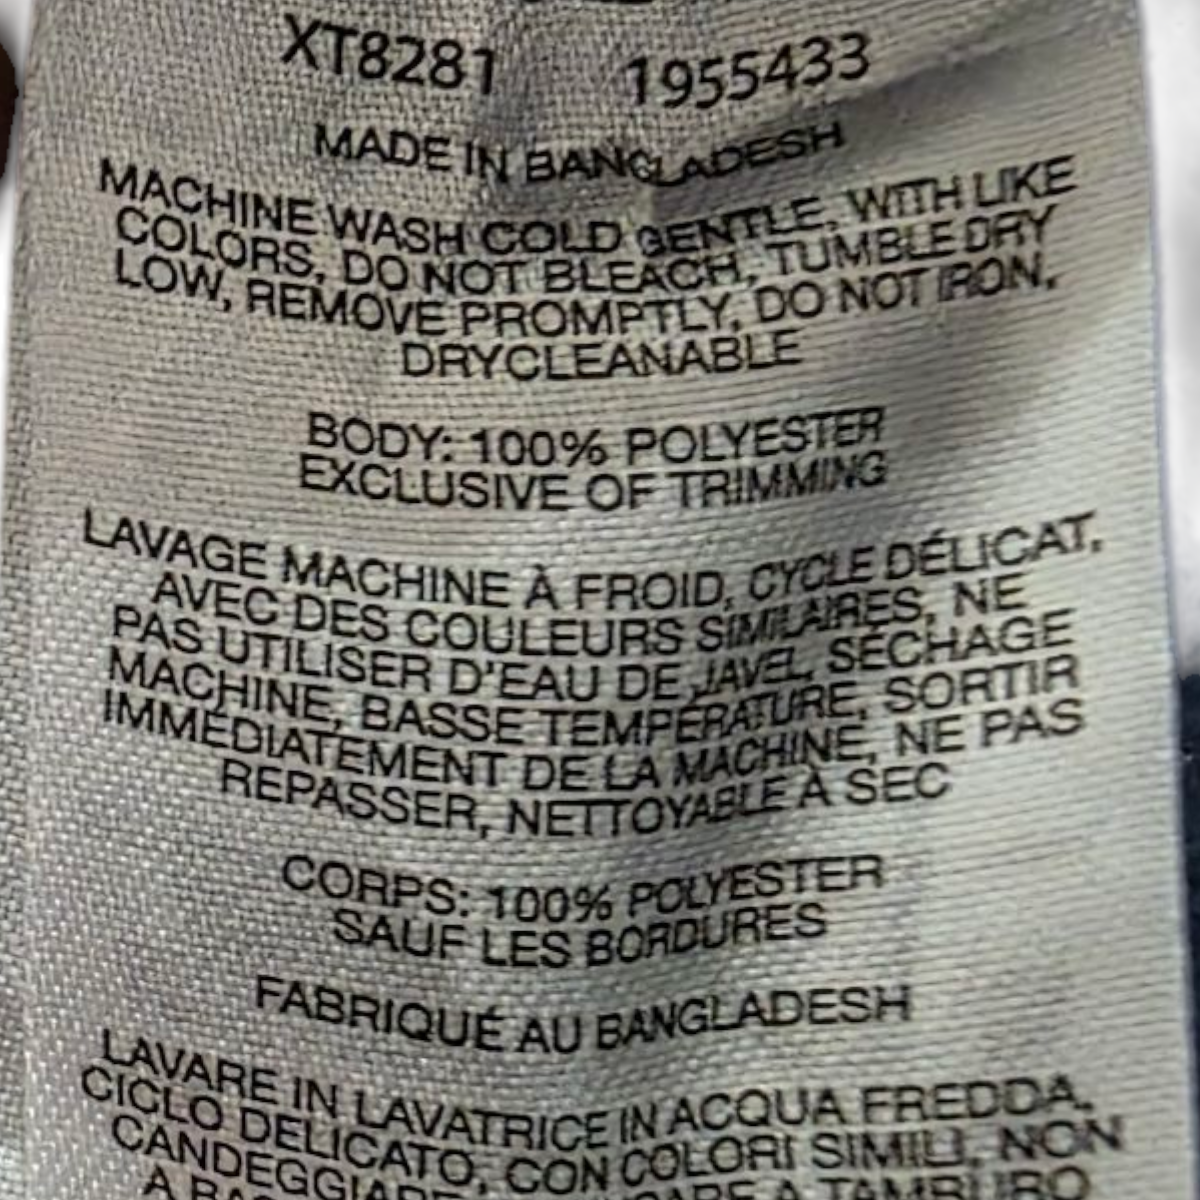 XT8281 1955433
MADE IN BANGLADESH
MACHINE WASH COLD GENTLE, WITH LIKE
COLORS, DO NOT BLEACH, TUMBLE DRY
LOW, REMOVE PROMPTLY, DO NOT IRON,
DRYCLEANABLE
BODY: 100% POLYESTER
EXCLUSIVE OF TRIMMING
LAVAGE MACHINE À FROID, CYCLE DÉLICAT,
AVEC DES COULEURS SIMILAIRES, NE
PAS UTILISER D'EAU DE JAVEL, SÉCHAGE
MACHINE, BASSE TEMPÉRATURE, SORTIR
IMMÉDIATEMENT DE LA MACHINE, NE PAS
REPASSER, NETTOYABLE À SEC
CORPS: 100% POLYESTER
SAUF LES BORDURES
FABRIQUÉ AU BANGLADESH
LAVARE IN LAVATRICE IN ACQUA FREDDA,
CICLO DELICATO, CON COLORI SIMILI, NON
CANDEGGIARE A TAMBURO